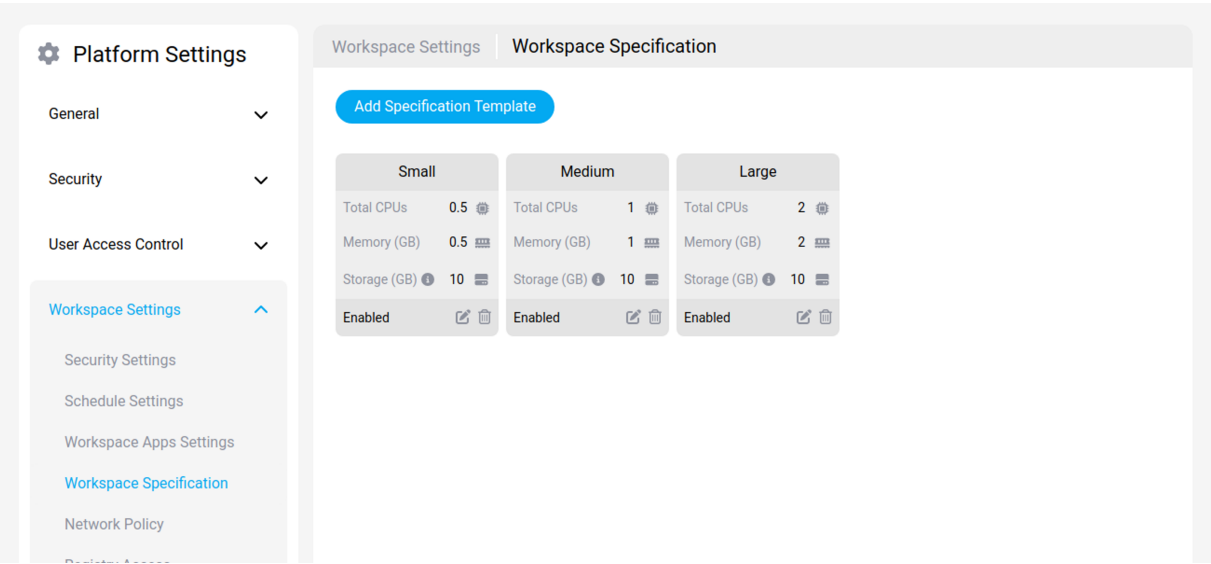 Platform Settings
General
Security
User Access Control
Workspace Settings
Security Settings
Schedule Settings
Workspace Apps Settings
Workspace Specification
Network Policy
Registry Access
Workspace Settings Workspace Specification
Add Specification Template
Small
Total CPUs 0.5
Memory (GB) 0.5
Storage (GB) 10
Enabled
Medium
Total CPUs 1
Memory (GB) 1
Storage (GB) 10
Enabled
Large
Total CPUs 2
Memory (GB) 2
Storage (GB) 10
Enabled